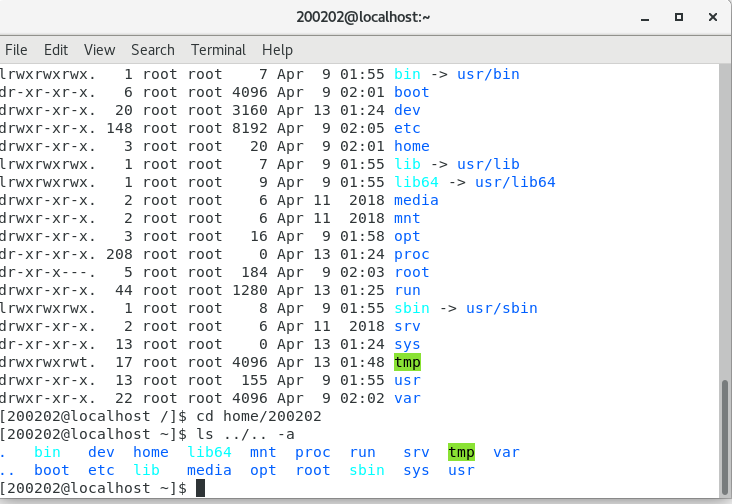 200202@localhost:~
File Edit View Search Terminal Help
lrwxrwxrwx.   1 root root    7 Apr  9 01:55 bin -> usr/bin
dr-xr-xr-x.   6 root root 4096 Apr  9 02:01 boot
drwxr-xr-x.  20 root root 3160 Apr 13 01:24 dev
drwxr-xr-x. 148 root root 8192 Apr  9 02:05 etc
drwxr-xr-x.   3 root root   20 Apr  9 02:01 home
lrwxrwxrwx.   1 root root    7 Apr  9 01:55 lib -> usr/lib
lrwxrwxrwx.   1 root root    9 Apr  9 01:55 lib64 -> usr/lib64
drwxr-xr-x.   2 root root    6 Apr 11  2018 media
drwxr-xr-x.   2 root root    6 Apr 11  2018 mnt
drwxr-xr-x.   3 root root   16 Apr  9 01:58 opt
dr-xr-xr-x. 208 root root    0 Apr 13 01:24 proc
dr-xr-x---.   5 root root  184 Apr  9 02:03 root
drwxr-xr-x.  44 root root 1280 Apr 13 01:25 run
lrwxrwxrwx.   1 root root    8 Apr  9 01:55 sbin -> usr/sbin
drwxr-xr-x.   2 root root    6 Apr 11  2018 srv
dr-xr-xr-x.  13 root root    0 Apr 13 01:24 sys
drwxrwxrwt.  17 root root 4096 Apr 13 01:48 tmp
drwxr-xr-x.  13 root root  155 Apr  9 01:55 usr
drwxr-xr-x.  22 root root 4096 Apr  9 02:02 var
[200202@localhost /]$ cd home/200202
[200202@localhost ~]$ ls ../.. -a
.   bin   dev  home  lib64  mnt  proc  run   srv  tmp  var
..  boot  etc  lib   media  opt  root  sbin  sys  usr
[200202@localhost ~]$